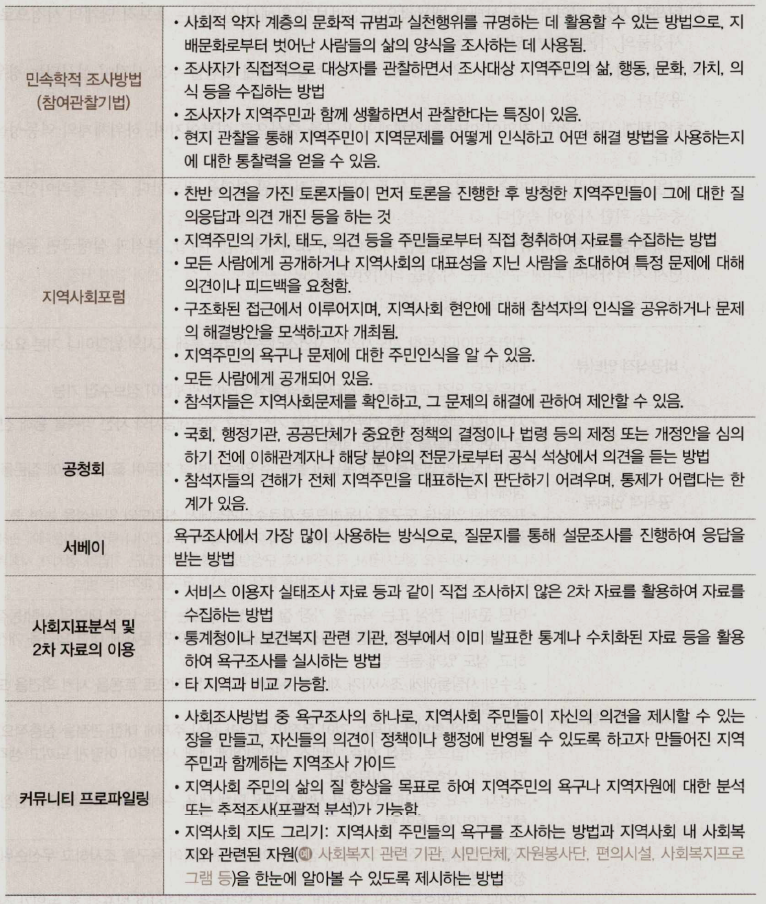 민속학적 조사방법
(참여관찰기법)
• 사회적 약자 계층의 문화적 규범과 실천행위를 규명하는 데 활용할 수 있는 방법으로, 지
배문화로부터 벗어난 사람들의 삶의 양식을 조사하는 데 사용됨.
• 조사자가 직접적으로 대상자를 관찰하면서 조사대상 지역주민의 삶, 행동, 문화, 가치, 의
식 등을 수집하는 방법
• 조사자가 지역주민과 함께 생활하면서 관찰한다는 특징이 있음.
• 현지 관찰을 통해 지역주민이 지역문제를 어떻게 인식하고 어떤 해결 방법을 사용하는지
에 대한 통찰력을 얻을 수 있음.
지역사회포럼
• 찬반 의견을 가진 토론자들이 먼저 토론을 진행한 후 방청한 지역주민들이 그에 대한 질
의응답과 의견 개진 등을 하는 것
• 지역주민의 가치, 태도, 의견 등을 주민들로부터 직접 청취하여 자료를 수집하는 방법
• 모든 사람에게 공개하거나 지역사회의 대표성을 지닌 사람을 초대하여 특정 문제에 대해
의견이나 피드백을 요청함.
• 구조화된 접근에서 이루어지며, 지역사회 현안에 대해 참석자의 인식을 공유하거나 문제
의 해결방안을 모색하고자 개최됨.
• 지역주민의 욕구나 문제에 대한 주민인식을 알 수 있음.
• 모든 사람에게 공개되어 있음.
• 참석자들은 지역사회문제를 확인하고, 그 문제의 해결에 관하여 제안할 수 있음.
공청회
• 국회, 행정기관, 공공단체가 중요한 정책의 결정이나 법령 등의 제정 또는 개정안을 심의
하기 전에 이해관계자나 해당 분야의 전문가로부터 공식 석상에서 의견을 듣는 방법
• 참석자들의 견해가 전체 지역주민을 대표하는지 판단하기 어려우며, 통제가 어렵다는 한
계가 있음.
서베이
욕구조사에서 가장 많이 사용하는 방식으로, 질문지를 통해 설문조사를 진행하여 응답을
받는 방법
사회지표분석 및
2차 자료의 이용
• 서비스 이용자 실태조사 자료 등과 같이 직접 조사하지 않은 2차 자료를 활용하여 자료를
수집하는 방법
• 통계청이나 보건복지 관련 기관, 정부에서 이미 발표한 통계나 수치화된 자료 등을 활용
하여 욕구조사를 실시하는 방법
• 타 지역과 비교 가능함.
커뮤니티 프로파일링
• 사회조사방법 중 욕구조사의 하나로, 지역사회 주민들이 자신의 의견을 제시할 수 있는
장을 만들고, 자신들의 의견이 정책이나 행정에 반영될 수 있도록 하고자 만들어진 지역
주민과 함께하는 지역조사 가이드
• 지역사회 주민의 삶의 질 향상을 목표로 하여 지역주민의 욕구나 지역자원에 대한 분석
또는 추적조사(포괄적 분석)가 가능함
• 지역사회 지도 그리기: 지역사회 주민들의 욕구를 조사하는 방법과 지역사회 내 사회복
지와 관련된 자원(예 사회복지 관련 기관, 시민단체, 자원봉사단, 편의시설, 사회복지프로
그램 등)을 한눈에 알아볼 수 있도록 제시하는 방법